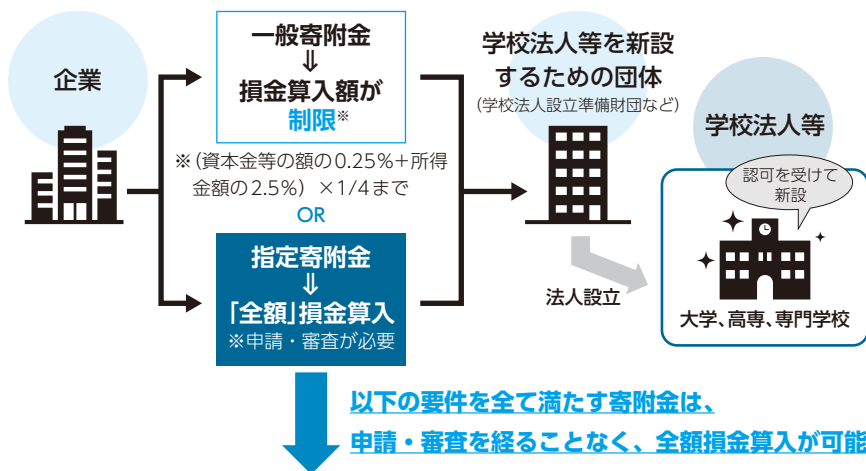 企業
一般寄附金
⇓
損金算入額が
制限※
※(資本金等の額の0.25%+所得
金額の2.5%)×1/4まで
OR
指定寄附金
⇓
「全額」損金算入
※申請・審査が必要
学校法人等を新設
するための団体
(学校法人設立準備財団など)
法人設立
学校法人等
認可を受けて
新設
大学、高専、専門学校
以下の要件を全て満たす寄附金は、
申請・審査を経ることなく、全額損金算入が可能